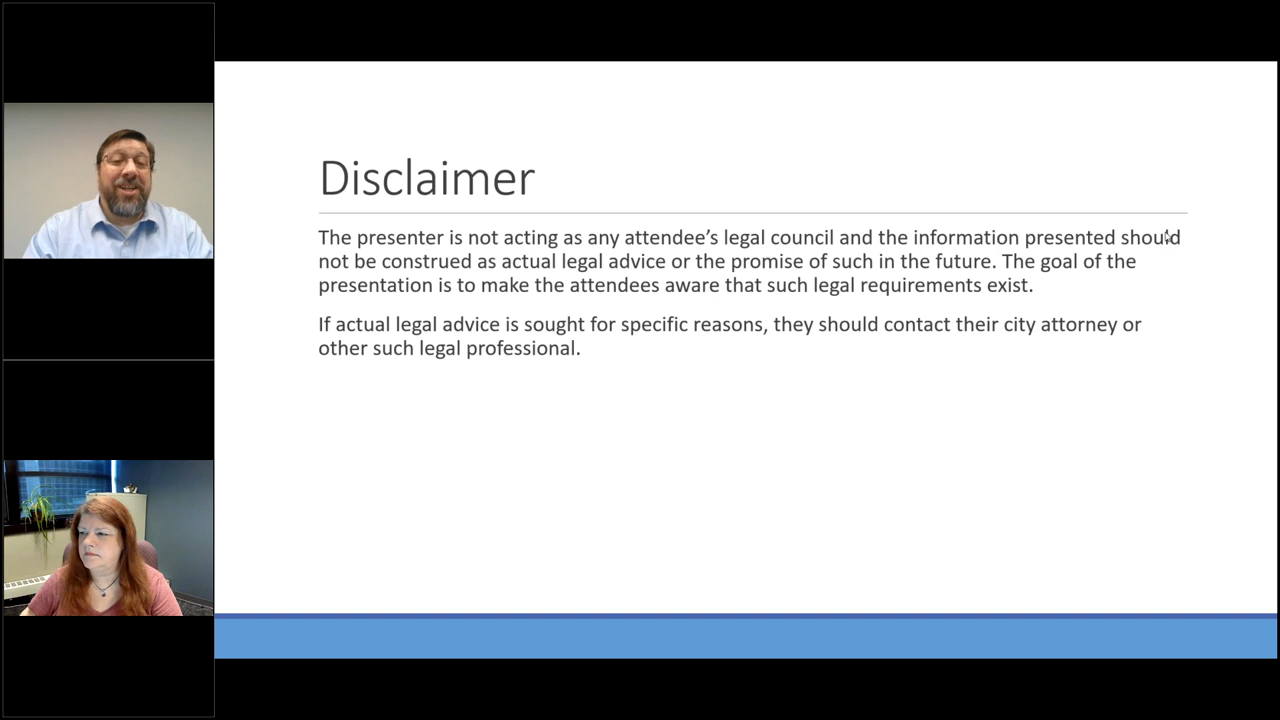 Disclaimer
The presenter is not acting as any attendee’s legal council and the information presented should
not be construed as actual legal advice or the promise of such in the future. The goal of the
presentation is to make the attendees aware that such legal requirements exist.
If actual legal advice is sought for specific reasons, they should contact their city attorney or
other such legal professional.